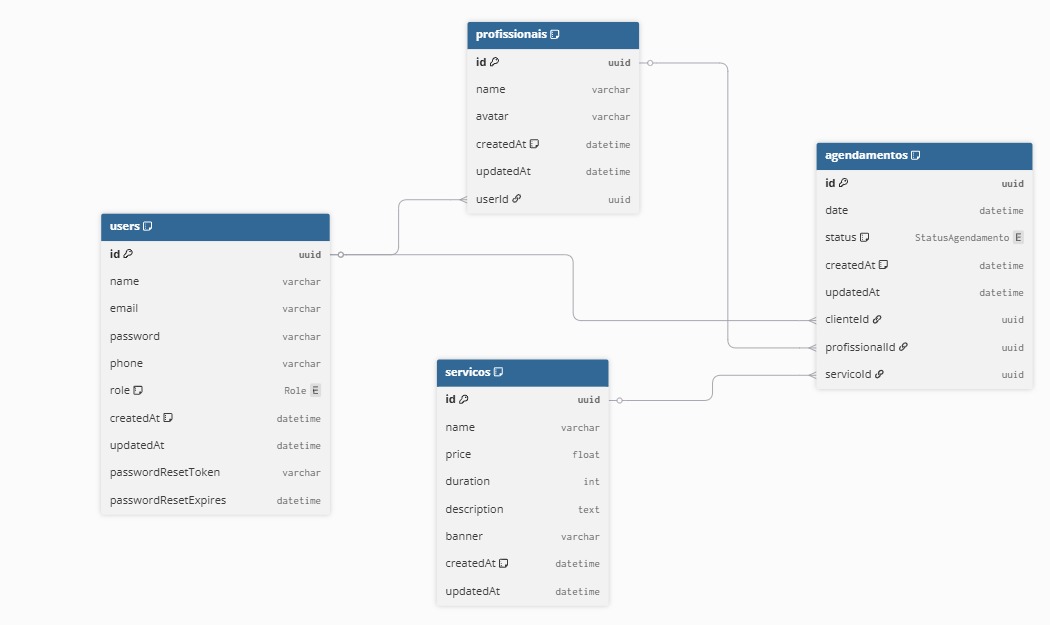 profissionais
id uuid
name varchar
avatar varchar
createdAt datetime
updatedAt datetime
userId uuid
agendamentos
id uuid
date datetime
status StatusAgendamento E
createdAt datetime
updatedAt datetime
clienteId uuid
profissionalId uuid
servicoId uuid
users
id uuid
name varchar
email varchar
password varchar
phone varchar
role Role E
createdAt datetime
updatedAt datetime
passwordResetToken varchar
passwordResetExpires datetime
servicos
id uuid
name varchar
price float
duration int
description text
banner varchar
createdAt datetime
updatedAt datetime